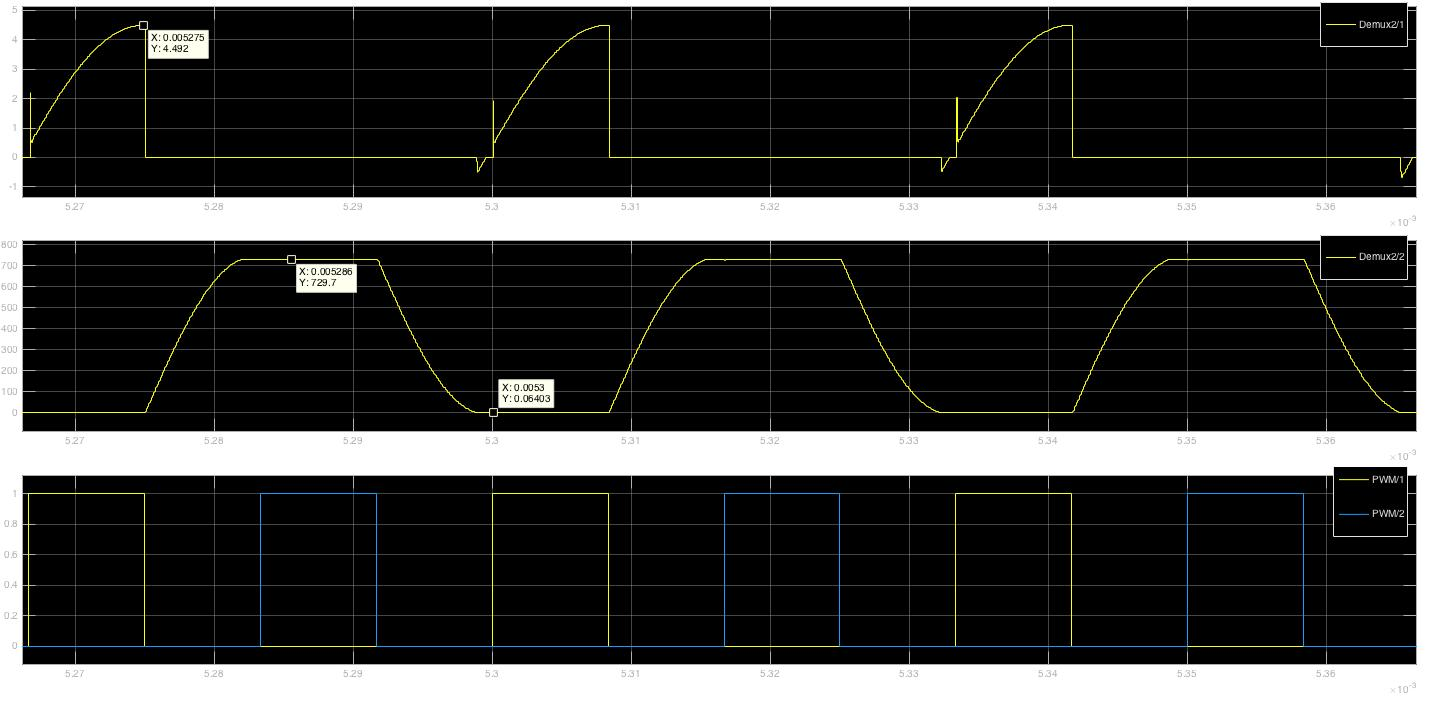 5
4
3
2
1
0
-1
X: 0.005275
Y: 4.492
Demux2/1
5.27 5.28 5.29 5.3 5.31 5.32 5.33 5.34 5.35 5.36
×10-3
800
700
600
500
400
300
200
100
0
X: 0.005286
Y: 729.7
X: 0.0053
Y: 0.06403
Demux2/2
5.27 5.28 5.29 5.3 5.31 5.32 5.33 5.34 5.35 5.36
×10-3
1
0.8
0.6
0.4
0.2
0
PWM/1
PWM/2
5.27 5.28 5.29 5.3 5.31 5.32 5.33 5.34 5.35 5.36
×10-3